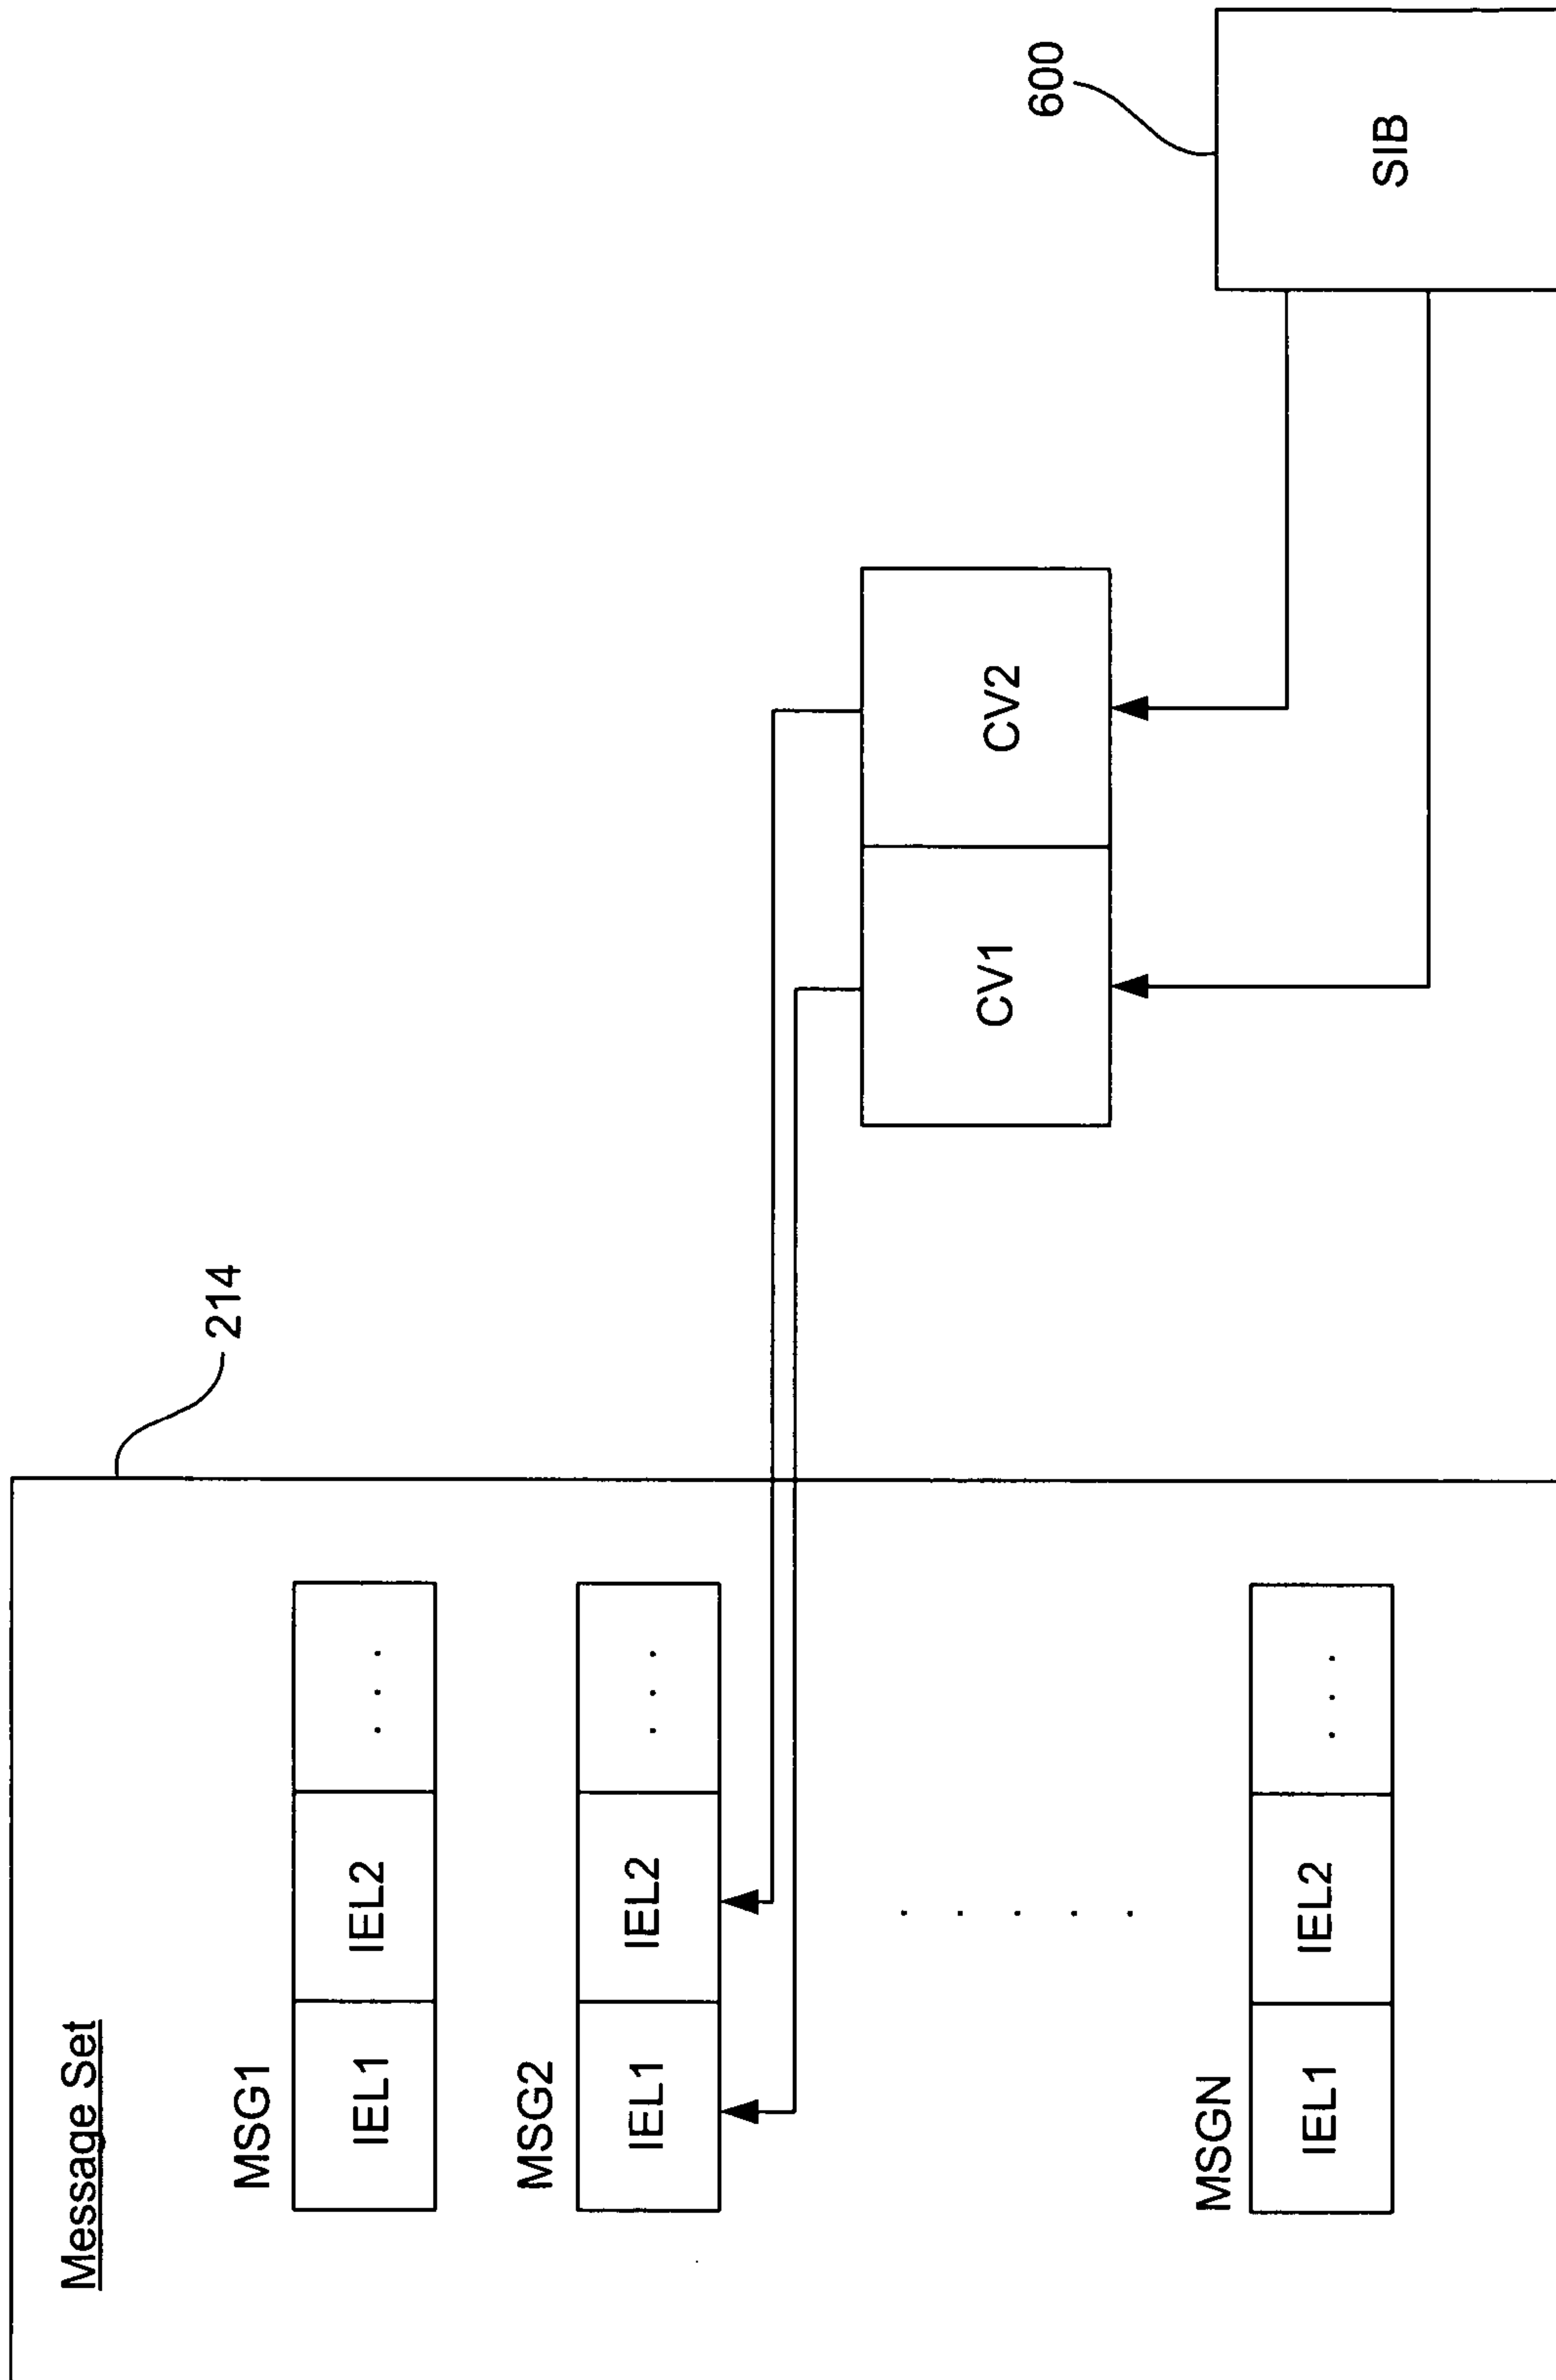 Message Set
214
MSG1
IEL1 IEL2 . . .
MSG2
IEL1 IEL2 . . .
. . . . .
MSGN
IEL1 IEL2 . . .
CV1 CV2
600
SIB